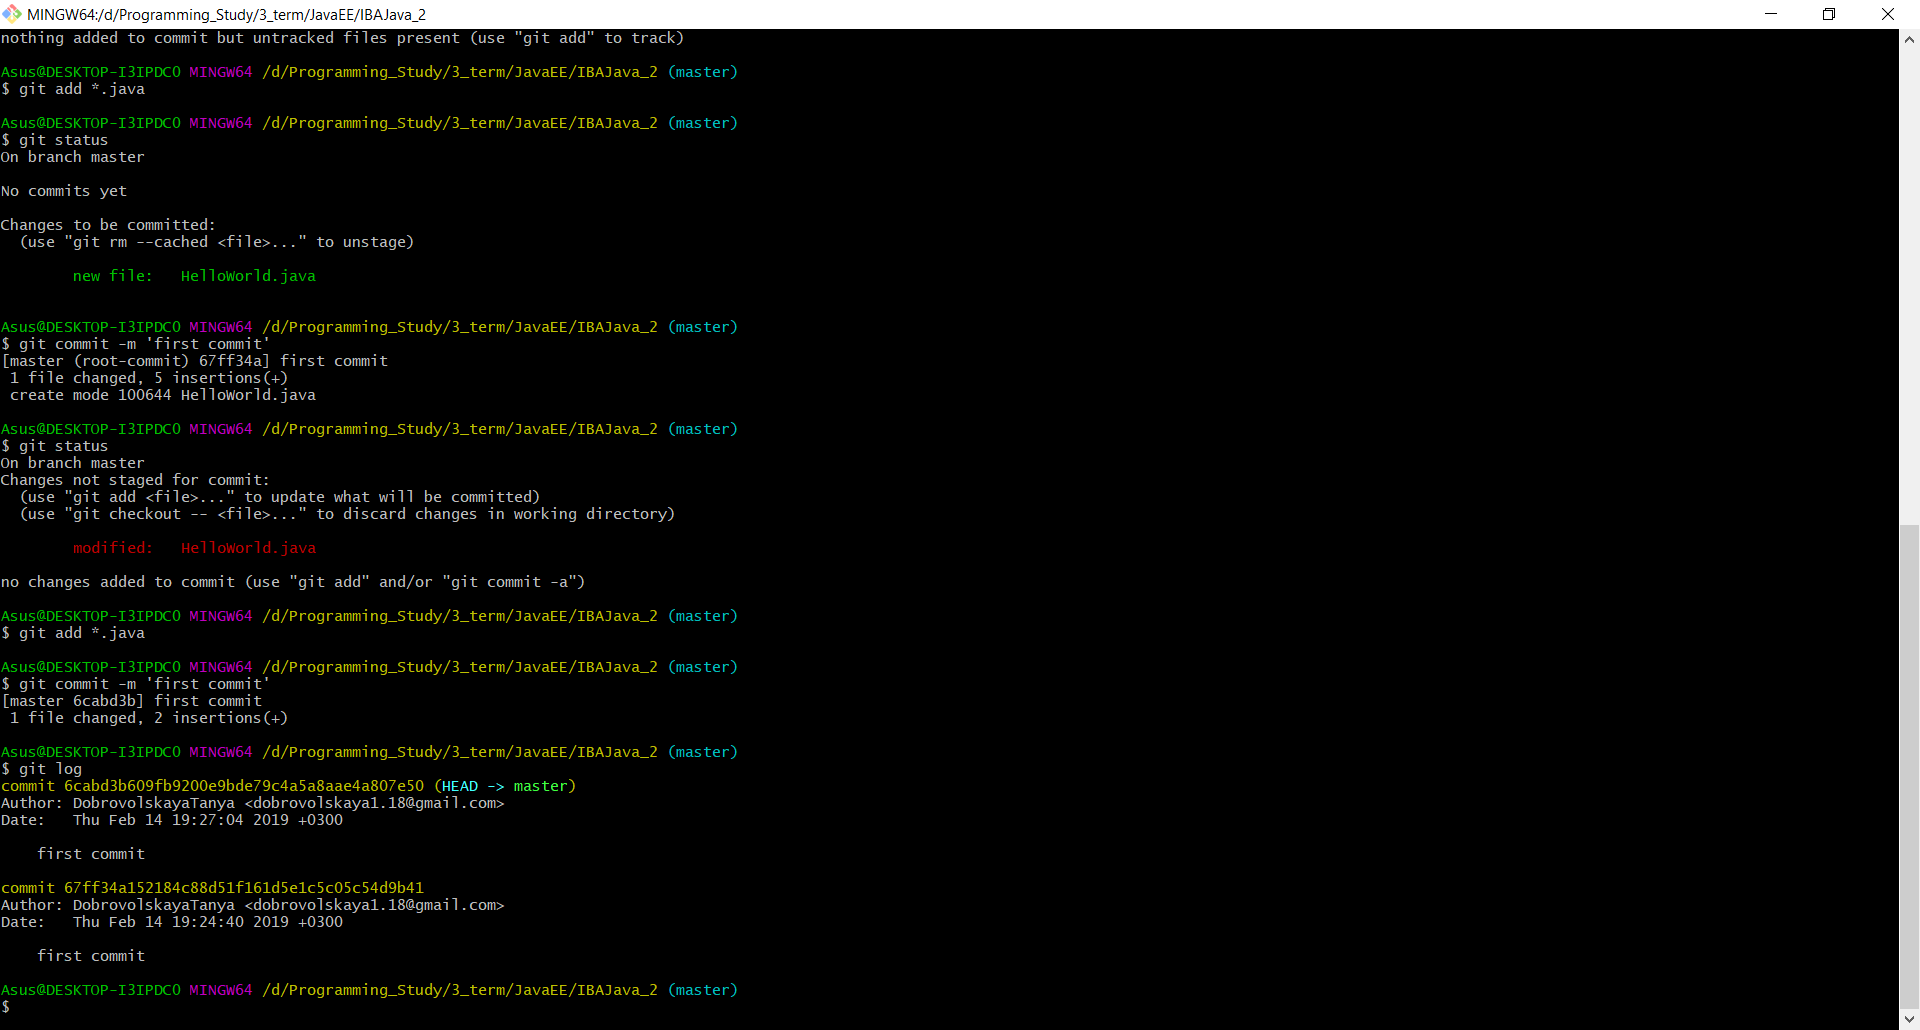 MINGW64:/d/Programming_Study/3_term/JavaEE/IBAJava_2
nothing added to commit but untracked files present (use "git add" to track)
Asus@DESKTOP-I3IPDC0 MINGW64 /d/Programming_Study/3_term/JavaEE/IBAJava_2 (master)
$ git add *.java
Asus@DESKTOP-I3IPDC0 MINGW64 /d/Programming_Study/3_term/JavaEE/IBAJava_2 (master)
$ git status
On branch master
No commits yet
Changes to be committed:
  (use "git rm --cached <file>..." to unstage)
        new file:   HelloWorld.java
Asus@DESKTOP-I3IPDC0 MINGW64 /d/Programming_Study/3_term/JavaEE/IBAJava_2 (master)
$ git commit -m 'first commit'
[master (root-commit) 67ff34a] first commit
 1 file changed, 5 insertions(+)
 create mode 100644 HelloWorld.java
Asus@DESKTOP-I3IPDC0 MINGW64 /d/Programming_Study/3_term/JavaEE/IBAJava_2 (master)
$ git status
On branch master
Changes not staged for commit:
  (use "git add <file>..." to update what will be committed)
  (use "git checkout -- <file>..." to discard changes in working directory)
        modified:   HelloWorld.java
no changes added to commit (use "git add" and/or "git commit -a")
Asus@DESKTOP-I3IPDC0 MINGW64 /d/Programming_Study/3_term/JavaEE/IBAJava_2 (master)
$ git add *.java
Asus@DESKTOP-I3IPDC0 MINGW64 /d/Programming_Study/3_term/JavaEE/IBAJava_2 (master)
$ git commit -m 'first commit'
[master 6cabd3b] first commit
 1 file changed, 2 insertions(+)
Asus@DESKTOP-I3IPDC0 MINGW64 /d/Programming_Study/3_term/JavaEE/IBAJava_2 (master)
$ git log
commit 6cabd3b609fb9200e9bde79c4a5a8aae4a807e50 (HEAD -> master)
Author: DobrovolskayaTanya <dobrovolskaya1.18@gmail.com>
Date:   Thu Feb 14 19:27:04 2019 +0300
    first commit
commit 67ff34a152184c88d51f161d5e1c5c05c54d9b41
Author: DobrovolskayaTanya <dobrovolskaya1.18@gmail.com>
Date:   Thu Feb 14 19:24:40 2019 +0300
    first commit
Asus@DESKTOP-I3IPDC0 MINGW64 /d/Programming_Study/3_term/JavaEE/IBAJava_2 (master)
$